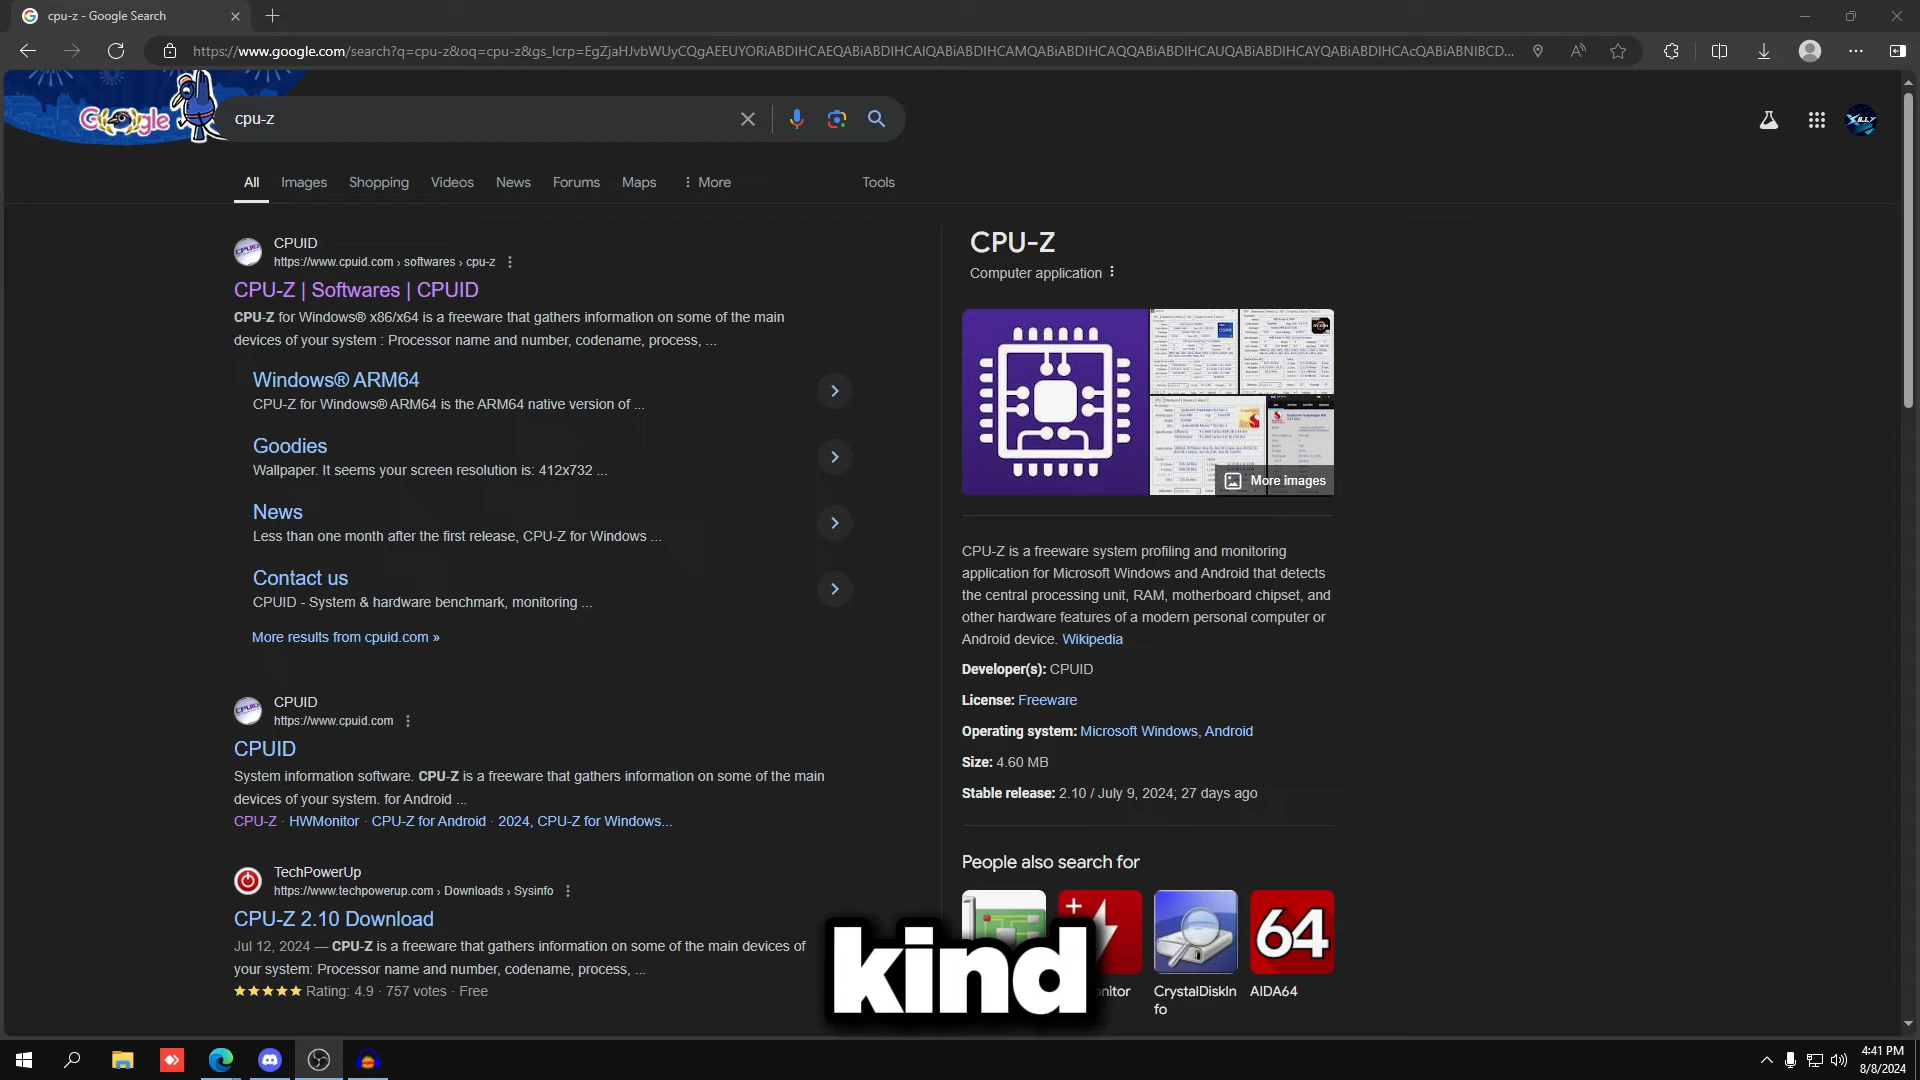 cpu-z - Google Search
https://www.google.com/search?q=cpu-z&oq=cpu-z&gs_lcrp=EgZjaHJvbWUyCQgAEEUYORiABDIHCAEQABiABDIHCAIQABiABDIHCAMQABiABDIHCAQQABiABDIHCAUQABiABDIHCAYQABiABDIHCAcQABiABNIBCD...
Google
cpu-z
XILLY
All
Images
Shopping
Videos
News
Forums
Maps
More
Tools
CPUID
https://www.cpuid.com › softwares › cpu-z
CPU-Z | Softwares | CPUID
CPU-Z for Windows® x86/x64 is a freeware that gathers information on some of the main
devices of your system : Processor name and number, codename, process, ...
Windows® ARM64
CPU-Z for Windows® ARM64 is the ARM64 native version of ...
Goodies
Wallpaper. It seems your screen resolution is: 412x732 ...
News
Less than one month after the first release, CPU-Z for Windows ...
Contact us
CPUID - System & hardware benchmark, monitoring ...
More results from cpuid.com »
CPUID
https://www.cpuid.com
CPUID
System information software. CPU-Z is a freeware that gathers information on some of the main
devices of your system. for Android ...
CPU-Z · HWMonitor · CPU-Z for Android · 2024, CPU-Z for Windows...
TechPowerUp
https://www.techpowerup.com › Downloads › Sysinfo
CPU-Z 2.10 Download
Jul 12, 2024 — CPU-Z is a freeware that gathers information on some of the main devices of
your system: Processor name and number, codename, process, ...
Rating: 4.9 · 757 votes · Free
CPU-Z
Computer application
More images
CPU-Z is a freeware system profiling and monitoring
application for Microsoft Windows and Android that detects
the central processing unit, RAM, motherboard chipset, and
other hardware features of a modern personal computer or
Android device. Wikipedia
Developer(s): CPUID
License: Freeware
Operating system: Microsoft Windows, Android
Size: 4.60 MB
Stable release: 2.10 / July 9, 2024; 27 days ago
People also search for
64
nitor
CrystalDiskIn
fo
AIDA64
kind
4:41 PM
8/8/2024